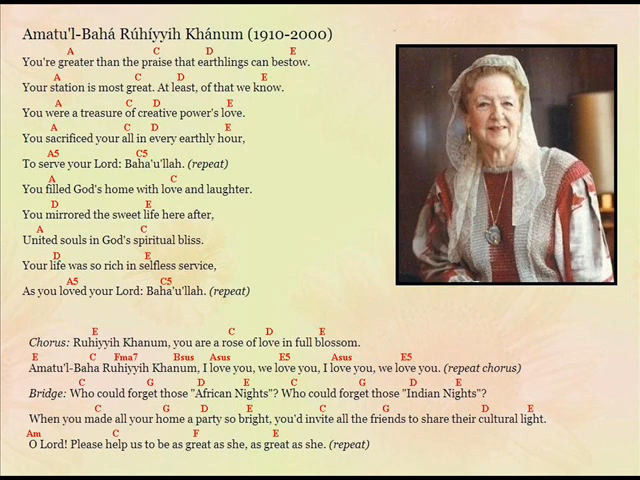 Amatu'l-Bahá Rúhíyyih Khánum (1910-2000)
A C D E
You're greater than the praise that earthlings can bestow.
A C D E
Your station is most great. At least, of that we know.
A C D E
You were a treasure of creative power's love.
A C D E
You sacrificed your all in every earthly hour,
A5 C5
To serve your Lord: Baha'u'llah. (repeat)
A C
You filled God's home with love and laughter.
D E
You mirrored the sweet life here after,
A C
United souls in God's spiritual bliss.
D E
Your life was so rich in selfless service,
A5 C5
As you loved your Lord: Baha'u'llah. (repeat)
E C D E
Chorus: Ruhiyyih Khanum, you are a rose of love in full blossom.
E C Fma7 Bsus Asus E5 Asus E5
Amatu'l-Baha Ruhiyyih Khanum, I love you, we love you, I love you, we love you. (repeat chorus)
C G D E C G D E
Bridge: Who could forget those "African Nights"? Who could forget those "Indian Nights"?
C G D E C G D E
When you made all your home a party so bright, you'd invite all the friends to share their cultural light.
Am C F E
O Lord! Please help us to be as great as she, as great as she. (repeat)